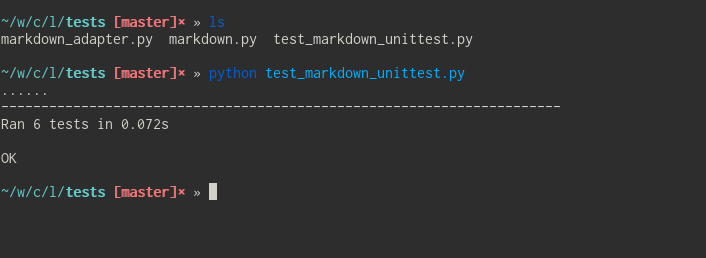 ~/w/c/l/tests [master]× » ls
markdown_adapter.py  markdown.py  test_markdown_unittest.py
~/w/c/l/tests [master]× » python test_markdown_unittest.py
......
----------------------------------------------------------------------
Ran 6 tests in 0.072s
OK
~/w/c/l/tests [master]× »